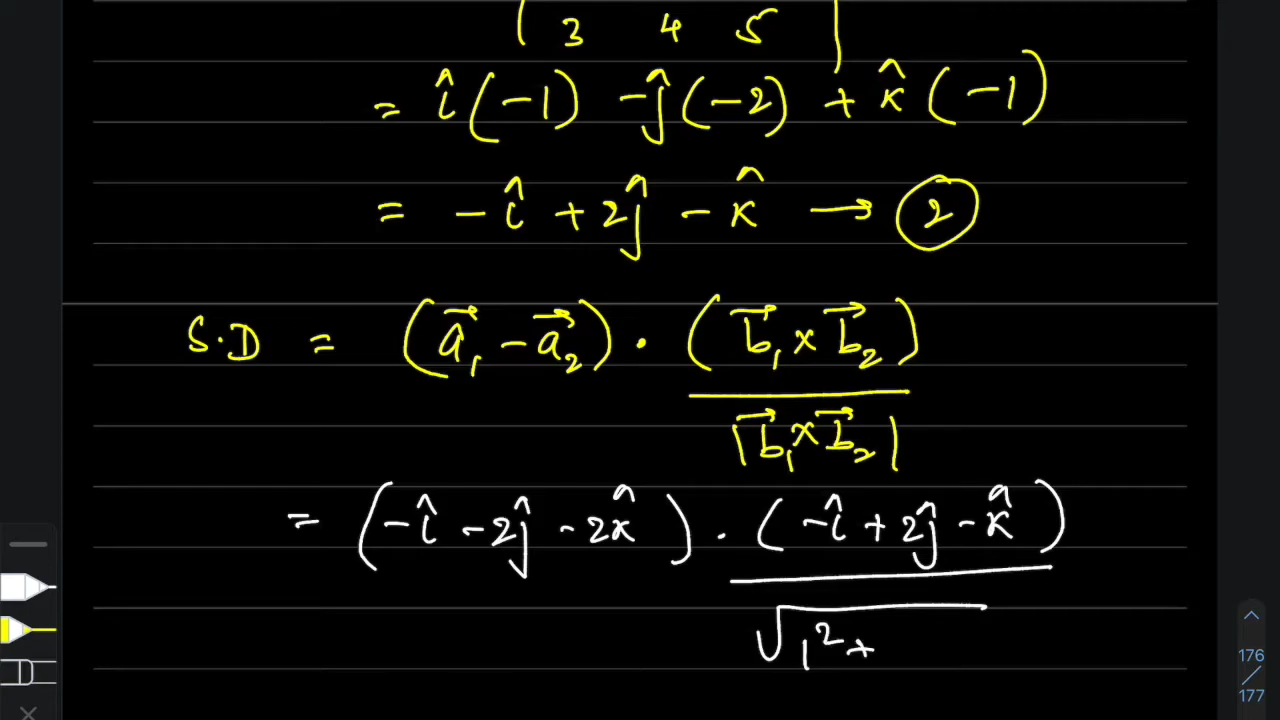 | 3 4 5 |
= î (-1) - ĵ (-2) + k̂ (-1)
= - î + 2ĵ - k̂ → ②
S.D = (a⃗₁ - a⃗₂) · (b⃗₁ × b⃗₂)
|b⃗₁ × b⃗₂|
= (-î - 2ĵ - 2k̂) · (-î + 2ĵ - k̂)
√1² +
176
177